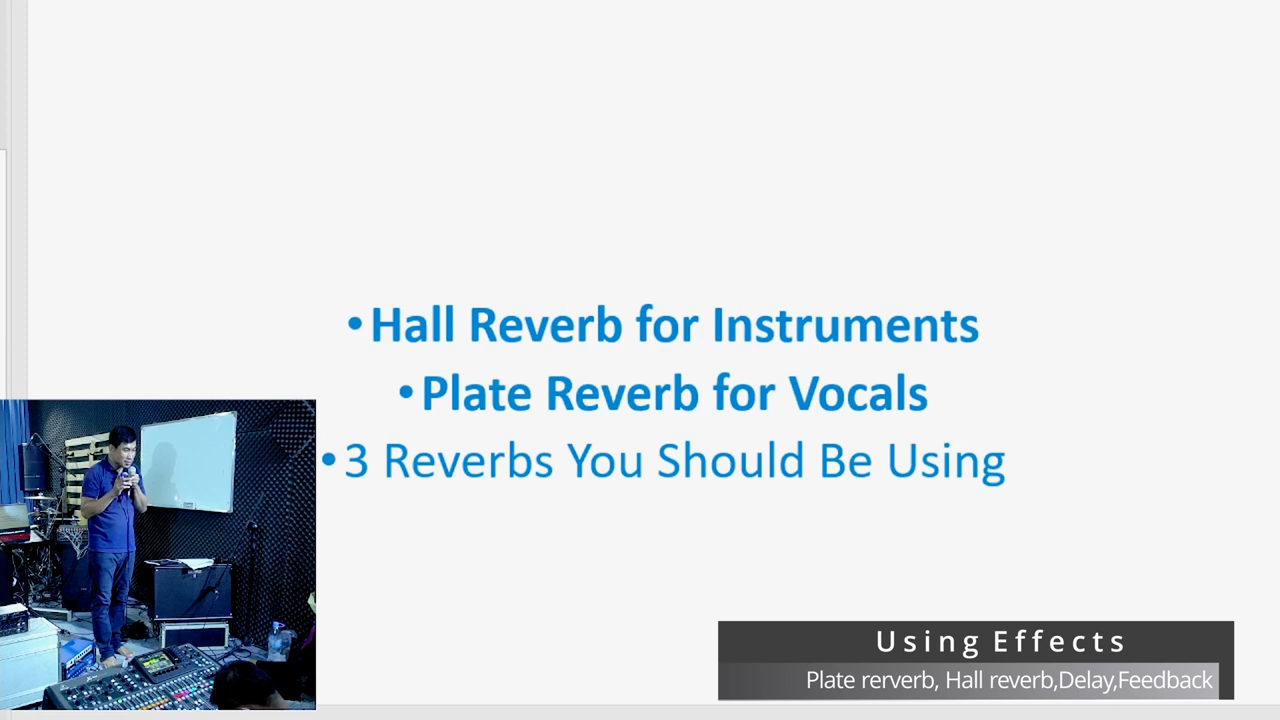 •Hall Reverb for Instruments
•Plate Reverb for Vocals
•3 Reverbs You Should Be Using
Using Effects
Plate rerverb, Hall reverb,Delay,Feedback